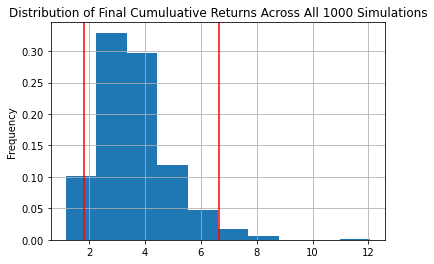 Distribution of Final Cumuluative Returns Across All 1000 Simulations
Frequency
0.30
0.25
0.20
0.15
0.10
0.05
0.00
2 4 6 8 10 12